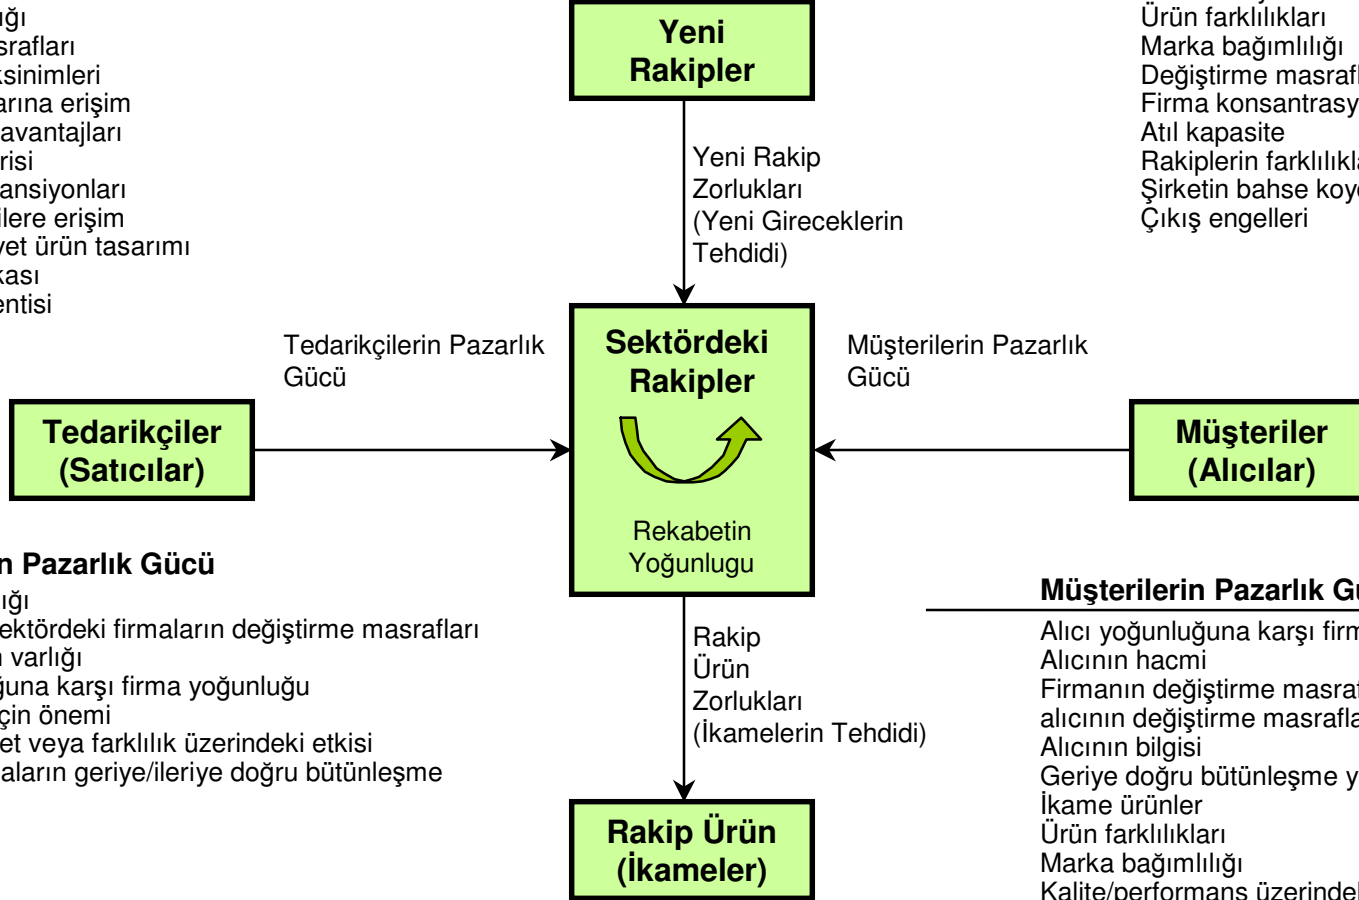 ığı
srafları
ksinimleri
arına erişim
avantajları
risi
ansiyonları
ilere erişim
yet ürün tasarımı
kası
entisi
Yeni
Rakipler
Ürün farklılıkları
Marka bağımlılığı
Değiştirme masrafl
Firma konsantrasy
Atıl kapasite
Rakiplerin farklılıkla
Şirketin bahse koy
Çıkış engelleri
Yeni Rakip
Zorlukları
(Yeni Gireceklerin
Tehdidi)
Tedarikçilerin Pazarlık
Gücü
Sektördeki
Rakipler
Müşterilerin Pazarlık
Gücü
Tedarikçiler
(Satıcılar)
Müşteriler
(Alıcılar)
Rekabetin
Yoğunlugu
n Pazarlık Gücü
ığı
ektördeki firmaların değiştirme masrafları
n varlığı
ğuna karşı firma yoğunluğu
çin önemi
et veya farklılık üzerindeki etkisi
aların geriye/ileriye doğru bütünleşme
Rakip
Ürün
Zorlukları
(İkamelerin Tehdidi)
Müşterilerin Pazarlık G
Alıcı yoğunluğuna karşı firm
Alıcının hacmi
Firmanın değiştirme masraf
alıcının değiştirme masrafla
Alıcının bilgisi
Geriye doğru bütünleşme y
İkame ürünler
Ürün farklılıkları
Marka bağımlılığı
Kalite/performans üzerindek
Rakip Ürün
(İkameler)